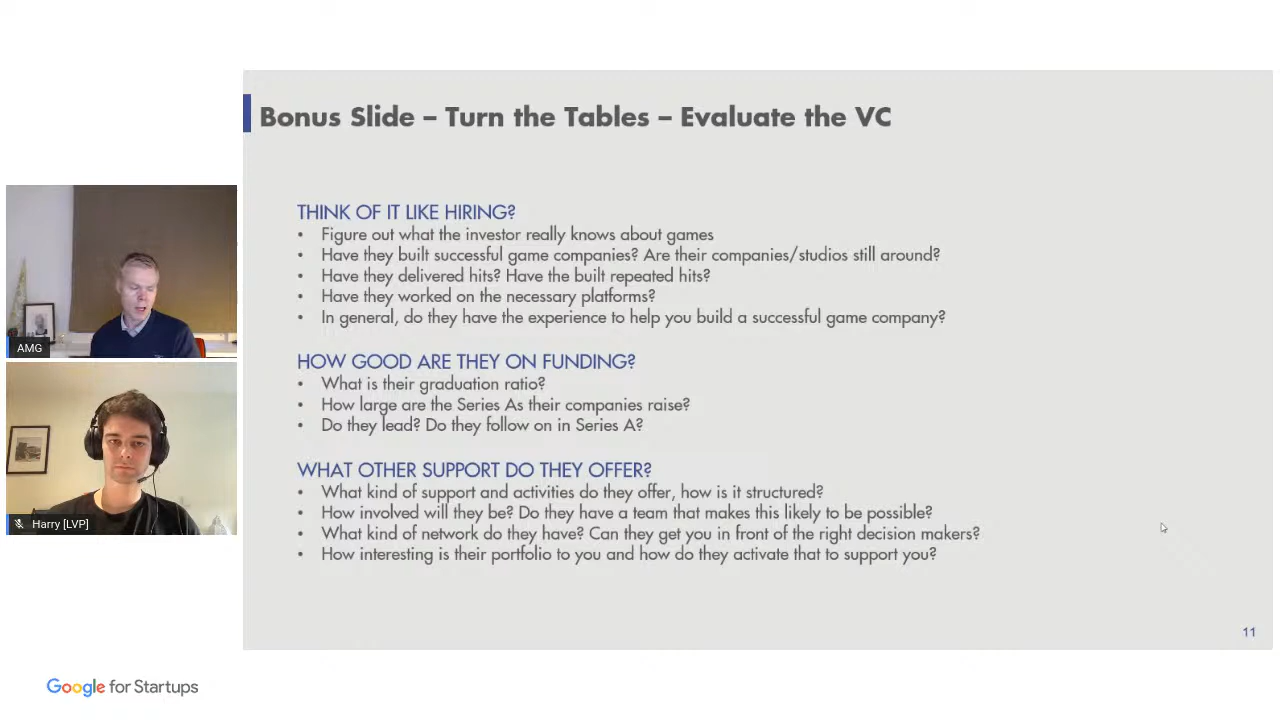 Bonus Slide – Turn the Tables – Evaluate the VC
THINK OF IT LIKE HIRING?
• Figure out what the investor really knows about games
• Have they built successful game companies? Are their companies/studios still around?
• Have they delivered hits? Have the built repeated hits?
• Have they worked on the necessary platforms?
• In general, do they have the experience to help you build a successful game company?
HOW GOOD ARE THEY ON FUNDING?
• What is their graduation ratio?
• How large are the Series As their companies raise?
• Do they lead? Do they follow on in Series A?
WHAT OTHER SUPPORT DO THEY OFFER?
• What kind of support and activities do they offer, how is it structured?
• How involved will they be? Do they have a team that makes this likely to be possible?
• What kind of network do they have? Can they get you in front of the right decision makers?
• How interesting is their portfolio to you and how do they activate that to support you?
11
AMG
Harry [LVP]
Google for Startups